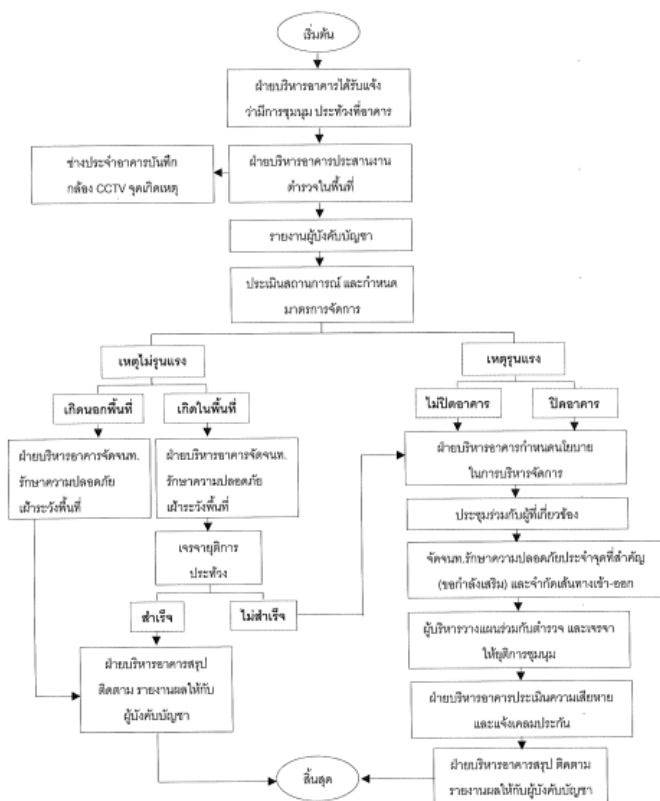 เริ่มต้น
ฝ่ายบริหารอาคารได้รับแจ้ง
ว่ามีการชุมนุม ประท้วงที่อาคาร
ช่างประจำอาคารบันทึก
กล้อง CCTV จุดเกิดเหตุ
ฝ่ายบริหารอาคารประสานงาน
ตำรวจในพื้นที่
รายงานผู้บังคับบัญชา
ประเมินสถานการณ์ และกำหนด
มาตรการจัดการ
เหตุไม่รุนแรง
เหตุรุนแรง
เกิดนอกพื้นที่
เกิดในพื้นที่
ไม่ปิดอาคาร
ปิดอาคาร
ฝ่ายบริหารอาคารจัดจนท.
รักษาความปลอดภัย
เฝ้าระวังพื้นที่
ฝ่ายบริหารอาคารจัดจนท.
รักษาความปลอดภัย
เฝ้าระวังพื้นที่
ฝ่ายบริหารอาคารกำหนดนโยบาย
ในการบริหารจัดการ
ประชุมร่วมกับผู้ที่เกี่ยวข้อง
เจรจายุติการ
ประท้วง
จัดจนท.รักษาความปลอดภัยประจำจุดที่สำคัญ
(ขอกำลังเสริม) และจำกัดเส้นทางเข้า-ออก
สำเร็จ
ไม่สำเร็จ
ผู้บริหารวางแผนร่วมกับตำรวจ และเจรจา
ให้ยุติการชุมนุม
ฝ่ายบริหารอาคารสรุป
ติดตาม รายงานผลให้กับ
ผู้บังคับบัญชา
ฝ่ายบริหารอาคารประเมินความเสียหาย
และแจ้งเคลมประกัน
สิ้นสุด
ฝ่ายบริหารอาคารสรุป ติดตาม
รายงานผลให้กับผู้บังคับบัญชา